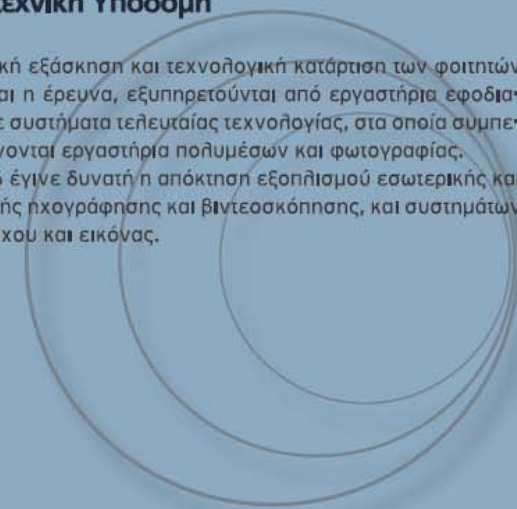 τεχνική Υποδομή
κή εξάσκηση και τεχνολογική κατάρτιση των φοιτητών
αι η έρευνα, εξυπηρετούνται από εργαστήρια εφοδια-
ε συστήματα τελευταίας τεχνολογίας, στα οποία συμπε-
νονται εργαστήρια πολυμέσων και φωτογραφίας.
έγινε δυνατή η απόκτηση εξοπλισμού εσωτερικής και
ής ηχογράφησης και βιντεοσκόπησης, και συστημάτων
χου και εικόνας.